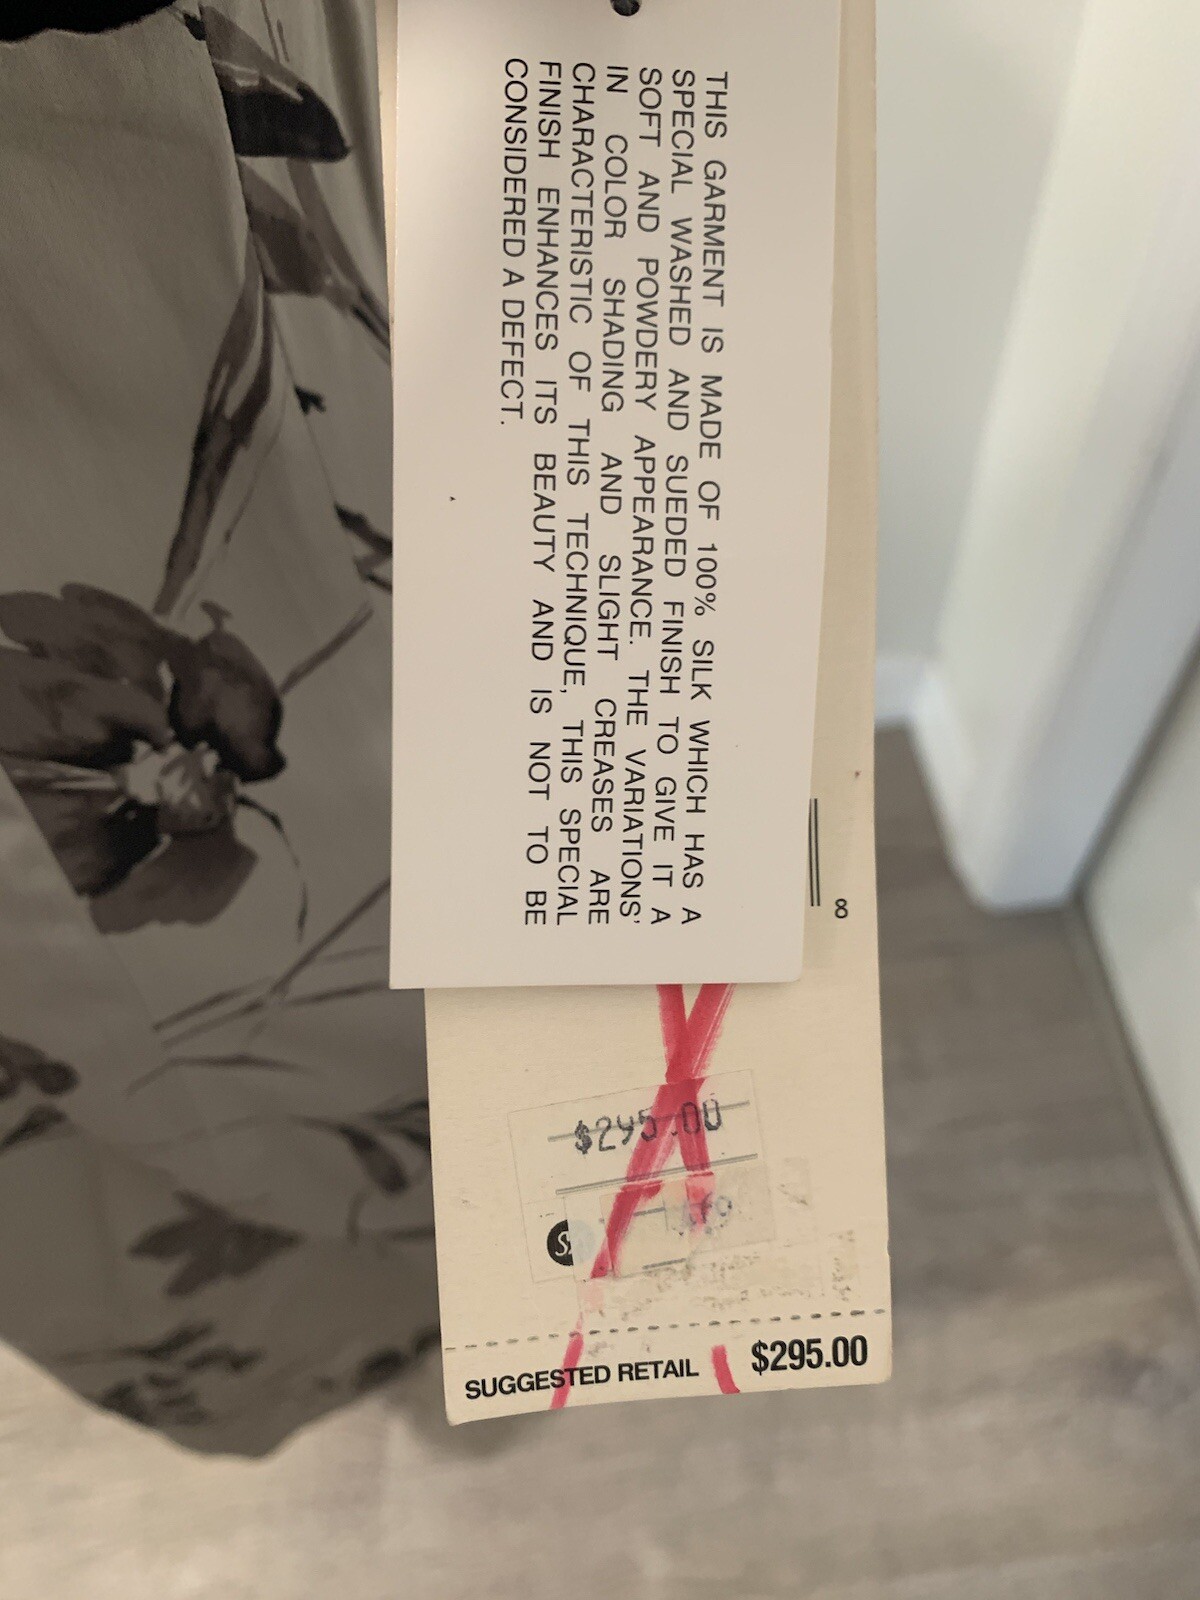 THIS GARMENT IS MADE OF 100% SILK WHICH HAS A
SPECIAL WASHED AND SUEDED FINISH TO GIVE IT A
SOFT AND POWDERY APPEARANCE. THE VARIATIONS'
IN COLOR SHADING AND SLIGHT CREASES ARE
CHARACTERISTIC OF THIS TECHNIQUE, THIS SPECIAL
FINISH ENHANCES ITS BEAUTY AND IS NOT TO BE
CONSIDERED A DEFECT.
8
$295.00
SUGGESTED RETAIL $295.00